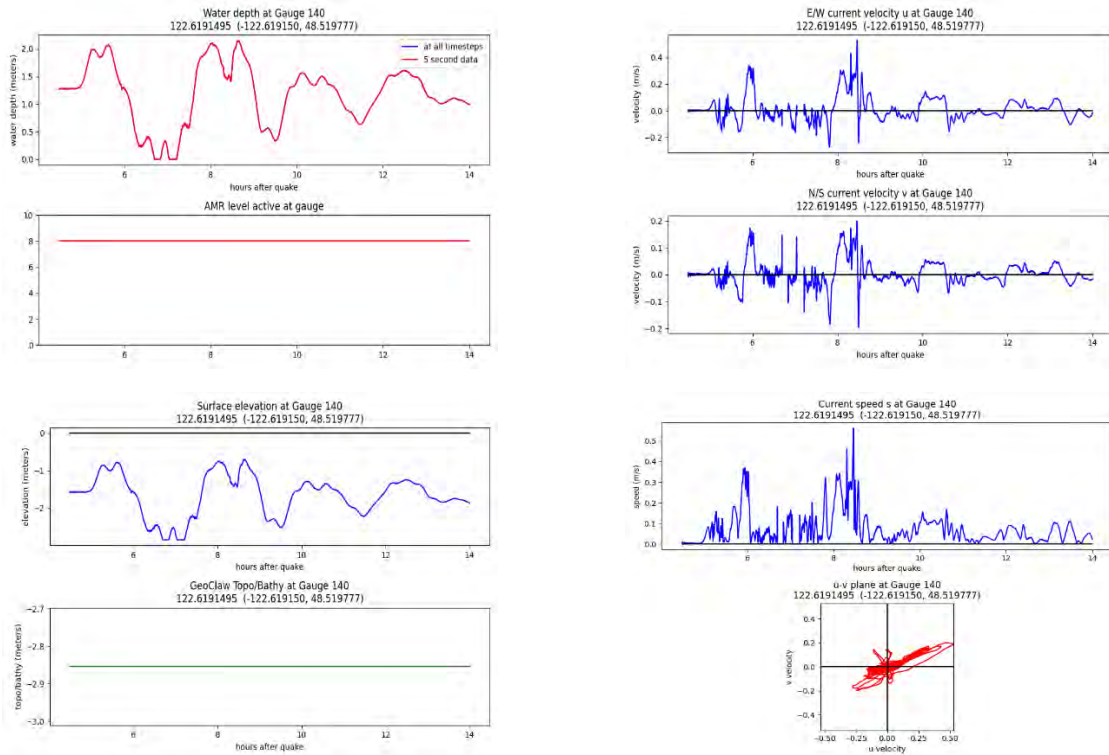 Water depth at Gauge 140
122.6191495 (-122.619150, 48.519777)
at all timesteps
5 second data
water depth (meters)
2.0
1.5
1.0
0.5
0.0
6 8 10 12 14
hours after quake
AMR level active at gauge
10
8
6
4
2
0
6 8 10 12 14
hours after quake
Surface elevation at Gauge 140
122.6191495 (-122.619150, 48.519777)
elevation (meters)
0
−1
−2
6 8 10 12 14
hours after quake
GeoClaw Topo/Bathy at Gauge 140
122.6191495 (-122.619150, 48.519777)
topo/bathy (meters)
−2.7
−2.8
−2.9
−3.0
6 8 10 12 14
hours after quake
E/W current velocity u at Gauge 140
122.6191495 (-122.619150, 48.519777)
velocity (m/s)
0.4
0.2
0.0
−0.2
6 8 10 12 14
hours after quake
N/S current velocity v at Gauge 140
122.6191495 (-122.619150, 48.519777)
velocity (m/s)
0.2
0.1
0.0
−0.1
−0.2
6 8 10 12 14
hours after quake
Current speed s at Gauge 140
122.6191495 (-122.619150, 48.519777)
speed (m/s)
0.5
0.4
0.3
0.2
0.1
0.0
6 8 10 12 14
hours after quake
u-v plane at Gauge 140
122.6191495 (-122.619150, 48.519777)
v velocity
0.4
0.2
0.0
−0.2
−0.4
−0.50 −0.25 0.00 0.25 0.50
u velocity